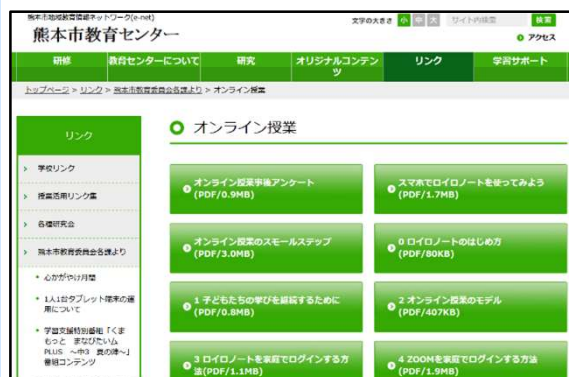 熊本市地域教育情報ネットワーク(e-net)
熊本市教育センター
文字の大きさ 小 中 大 サイト内検索 検索
アクセス
研修 教育センターについて 研究 オリジナルコンテンツ リンク 学習サポート
トップページ > リンク > 熊本市教育委員会各課より > オンライン授業
リンク
学校リンク
授業活用リンク集
各種研究会
熊本市教育委員会各課より
心かがやけ月間
1人1台タブレット端末の運
用について
学習支援特別番組「くま
もっと まなびたいム
PLUS ~中3 夏の陣~」
番組コンテンツ
オンライン授業
オンライン授業事後アンケート
(PDF/0.9MB)
スマホでロイロノートを使ってみよう
(PDF/1.7MB)
オンライン授業のスモールステップ
(PDF/3.0MB)
0 ロイロノートのはじめ方
(PDF/80KB)
1 子どもたちの学びを継続するために
(PDF/0.8MB)
2 オンライン授業のモデル
(PDF/407KB)
3 ロイロノートを家庭でログインする方
法(PDF/1.1MB)
4 ZOOMを家庭でログインする方法
(PDF/1.9MB)